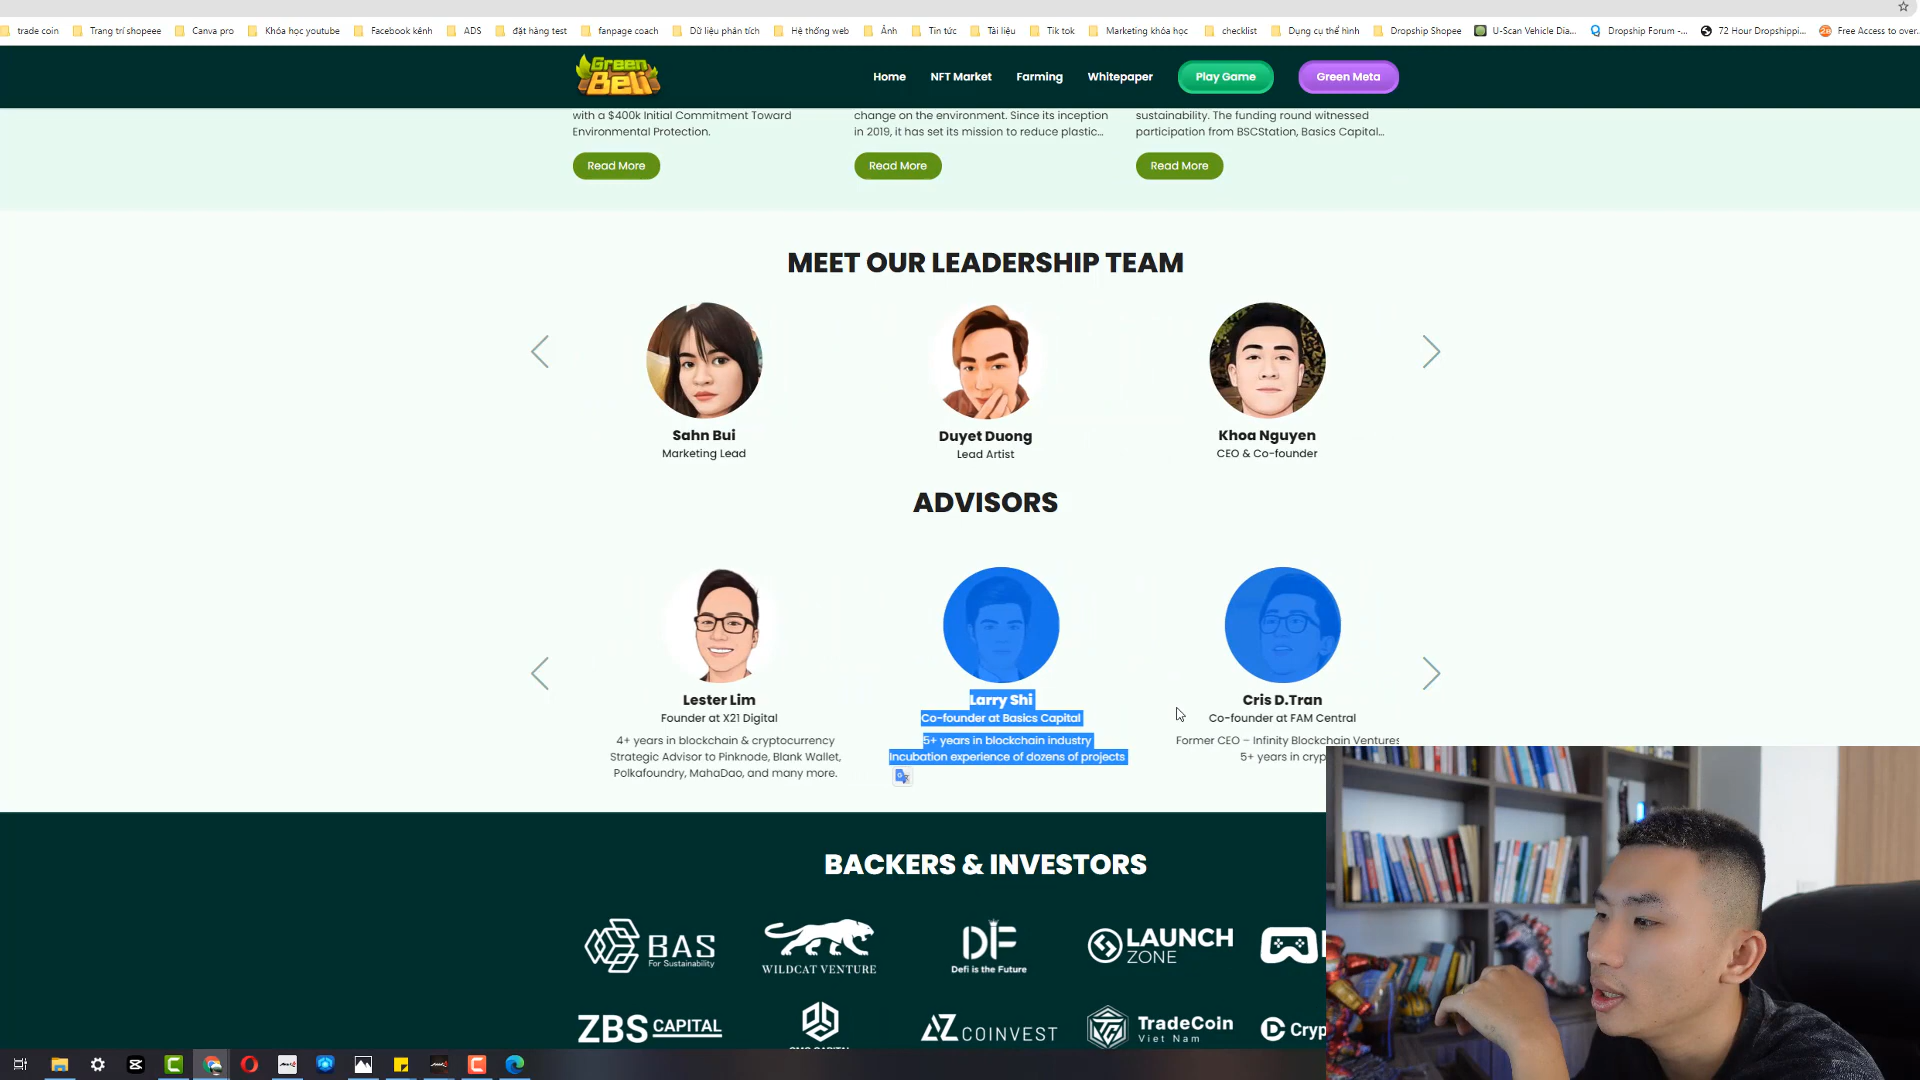 trade coin Trang trí shopeee Canva pro Khóa học youtube Facebook kênh ADS đặt hàng test fanpage coach Dữ liệu phân tích Hệ thống web Ảnh Tin tức Tài liệu Tik tok Marketing khóa học checklist Dụng cụ thể hình Dropship Shopee U-Scan Vehicle Dia... Dropship Forum -... 72 Hour Dropshippi... Free Access to over...
Green Beli
Home NFT Market Farming Whitepaper Play Game Green Meta
with a $400k Initial Commitment Toward
Environmental Protection.
Read More
change on the environment. Since its inception
in 2019, it has set its mission to reduce plastic...
Read More
sustainability. The funding round witnessed
participation from BSCStation, Basics Capital...
Read More
MEET OUR LEADERSHIP TEAM
Sahn Bui
Marketing Lead
Duyet Duong
Lead Artist
Khoa Nguyen
CEO & Co-founder
ADVISORS
Lester Lim
Founder at X21 Digital
4+ years in blockchain & cryptocurrency
Strategic Advisor to Pinknode, Blank Wallet,
Polkafoundry, MahaDao, and many more.
Larry Shi
Co-founder at Basics Capital
5+ years in blockchain industry
Incubation experience of dozens of projects
Cris D.Tran
Co-founder at FAM Central
Former CEO – Infinity Blockchain Ventures
5+ years in cryp
BACKERS & INVESTORS
BAS
For Sustainability
WILDCAT VENTURE
DF
Defi is the Future
LAUNCH
ZONE
ZBS CAPITAL
AZ COINVEST
TradeCoin
Viet Nam
Cryp